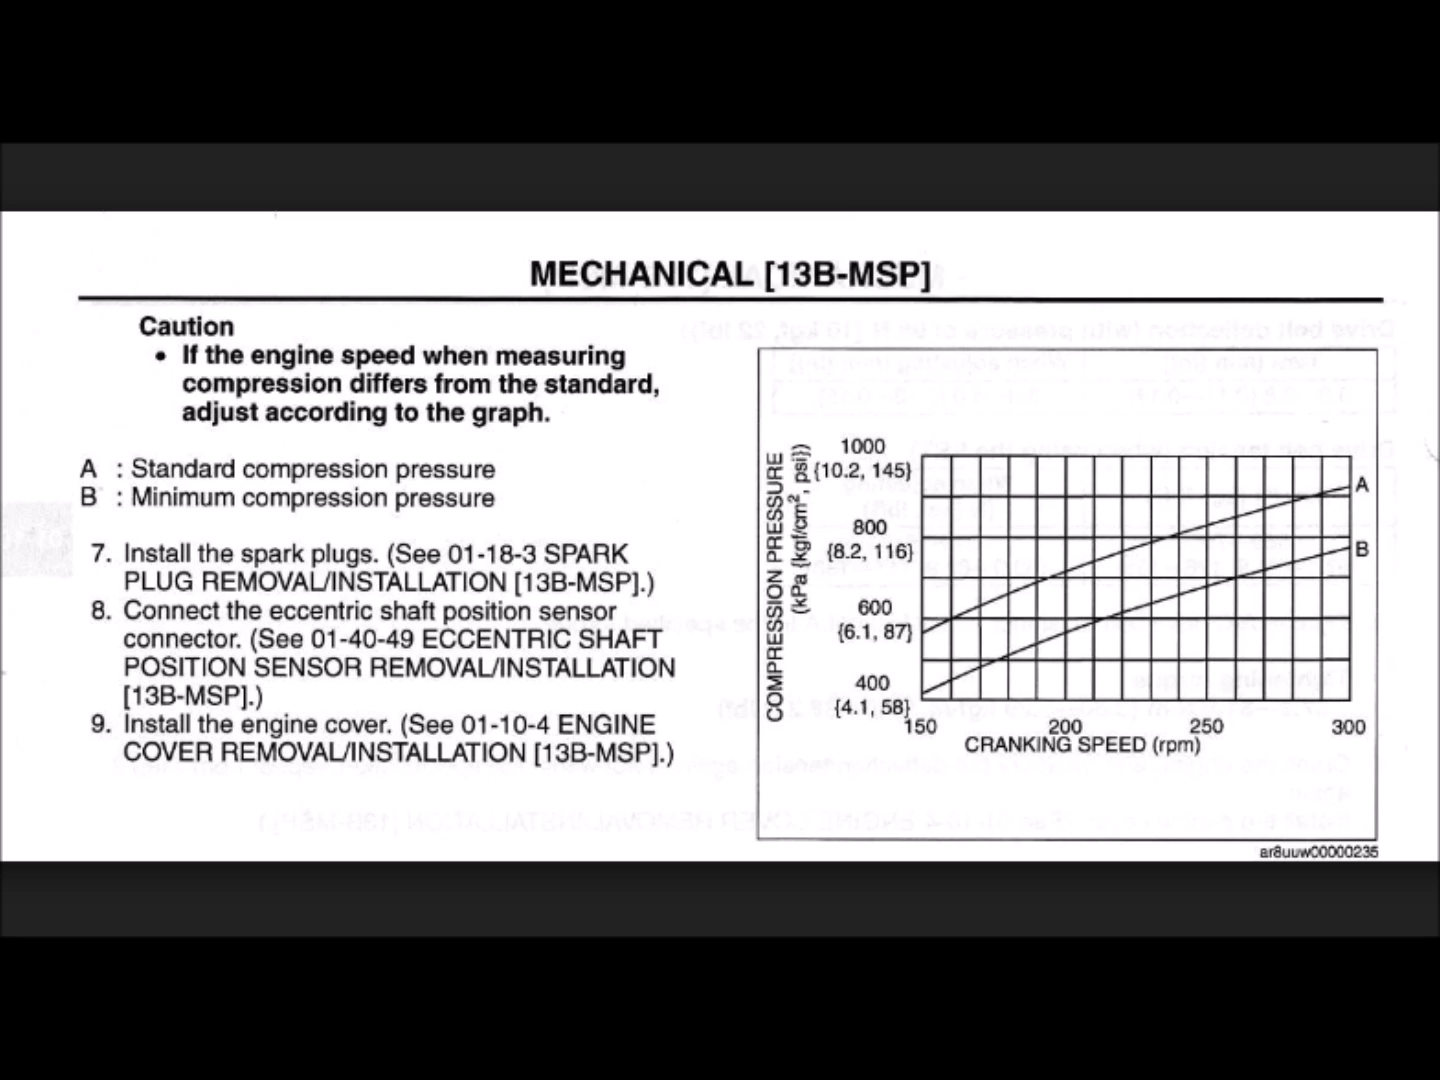 MECHANICAL [13B-MSP]
Caution
• If the engine speed when measuring
compression differs from the standard,
adjust according to the graph.
A : Standard compression pressure
B : Minimum compression pressure
7. Install the spark plugs. (See 01-18-3 SPARK
PLUG REMOVAL/INSTALLATION [13B-MSP].)
8. Connect the eccentric shaft position sensor
connector. (See 01-40-49 ECCENTRIC SHAFT
POSITION SENSOR REMOVAL/INSTALLATION
[13B-MSP].)
9. Install the engine cover. (See 01-10-4 ENGINE
COVER REMOVAL/INSTALLATION [13B-MSP].)
COMPRESSION PRESSURE
(kPa {kgf/cm², psi})
1000
{10.2, 145}
800
{8.2, 116}
600
{6.1, 87}
400
{4.1, 58}
A
B
150 200 250 300
CRANKING SPEED (rpm)
ar8uuw00000235